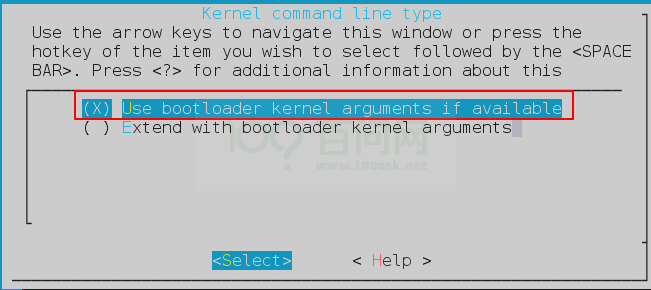 Kernel command line type
Use the arrow keys to navigate this window or press the
hotkey of the item you wish to select followed by the <SPACE
BAR>. Press <?> for additional information about this
(X) Use bootloader kernel arguments if available
( ) Extend with bootloader kernel arguments
100?百问网
www.100ask.net
<Select> < Help >